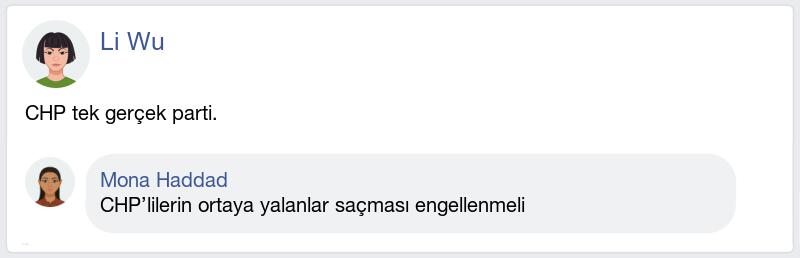 Li Wu
CHP tek gerçek parti.
Mona Haddad
CHP’lilerin ortaya yalanlar saçması engellenmeli